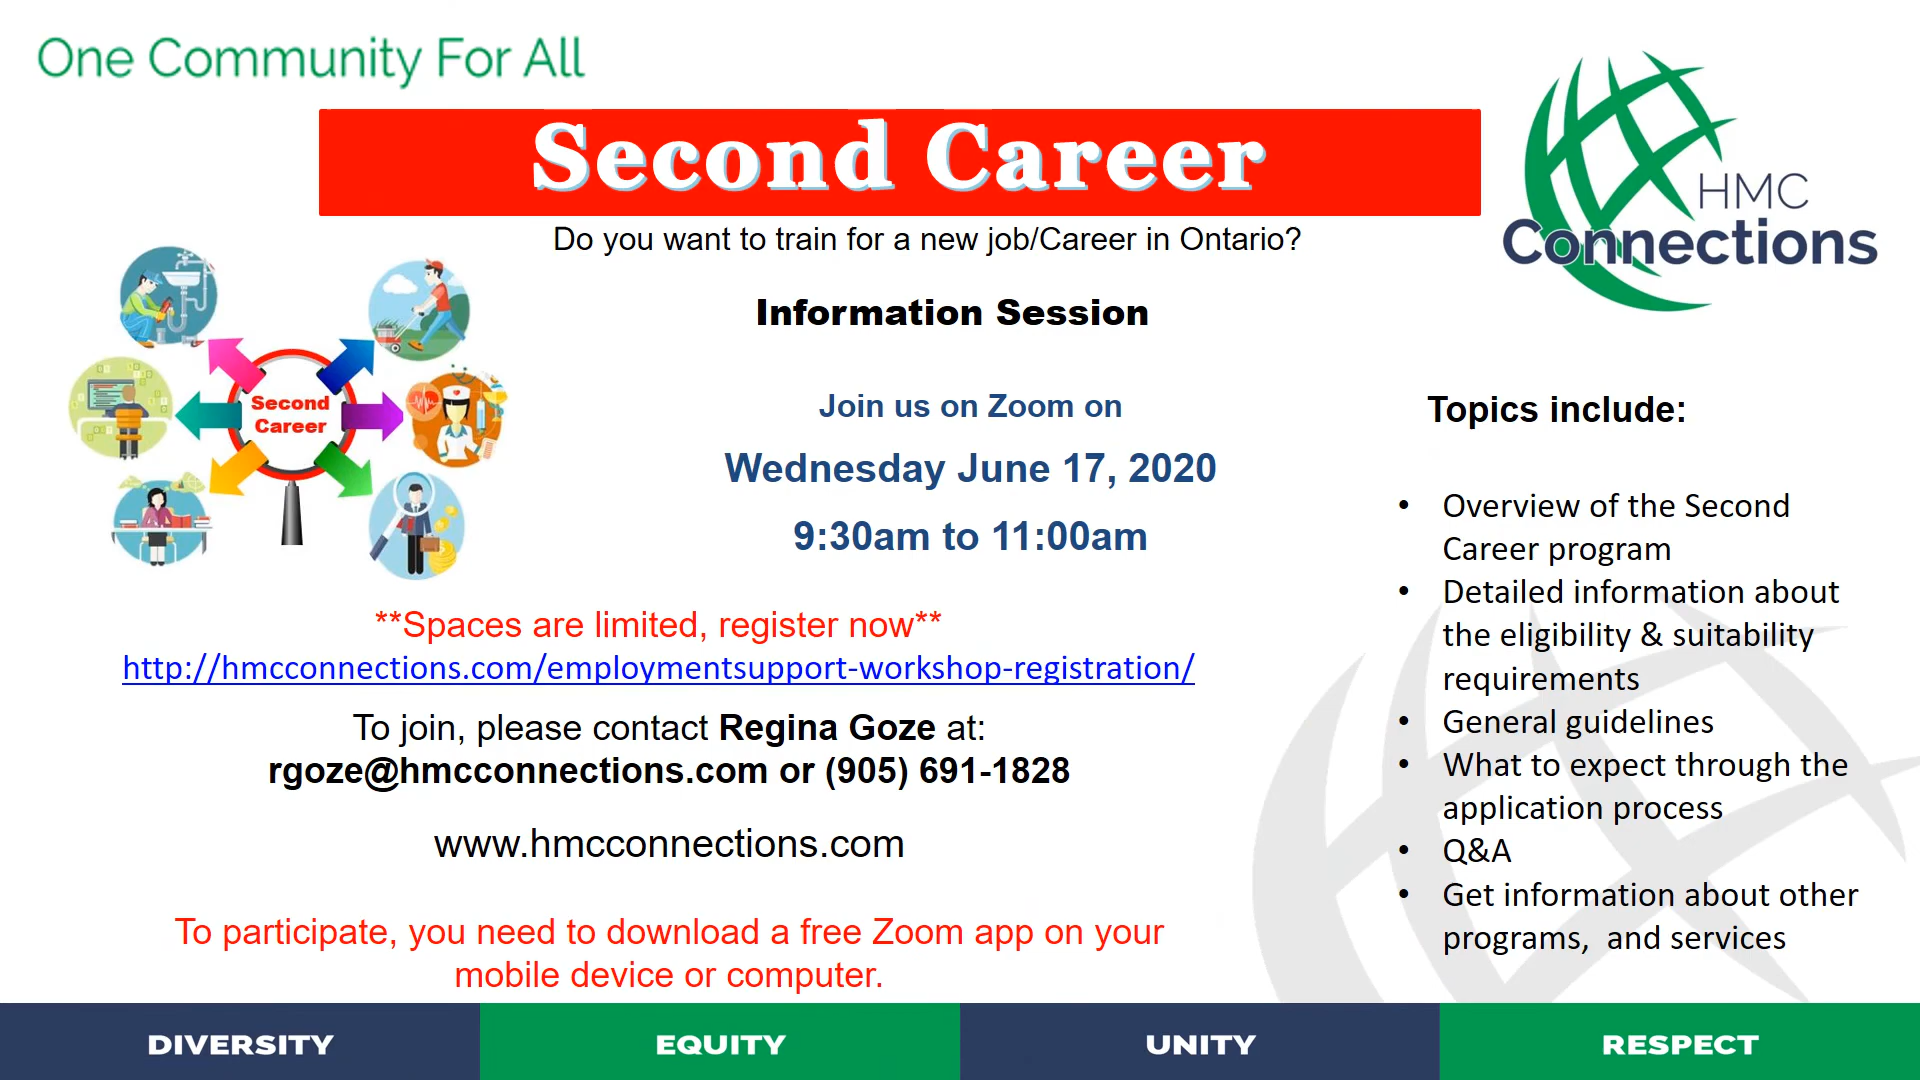 One Community For All
Second Career
HMC
Connections
Do you want to train for a new job/Career in Ontario?
Information Session
Second
Career
Join us on Zoom on
Wednesday June 17, 2020
9:30am to 11:00am
**Spaces are limited, register now**
http://hmcconnections.com/employmentsupport-workshop-registration/
To join, please contact Regina Goze at:
rgoze@hmcconnections.com or (905) 691-1828
www.hmcconnections.com
To participate, you need to download a free Zoom app on your
mobile device or computer.
Topics include:
• Overview of the Second
Career program
• Detailed information about
the eligibility & suitability
requirements
• General guidelines
• What to expect through the
application process
• Q&A
• Get information about other
programs,  and services
DIVERSITY
EQUITY
UNITY
RESPECT